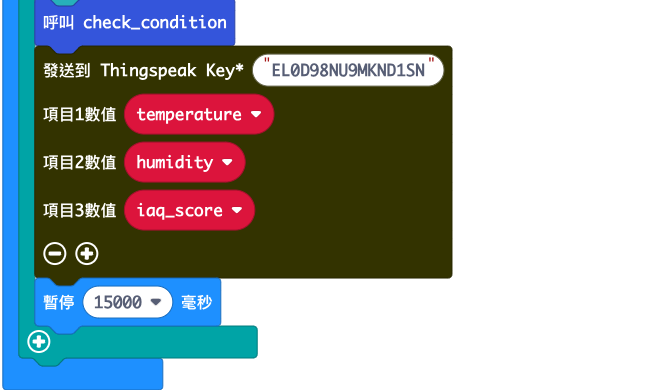 呼叫 check_condition
發送到 Thingspeak Key* "EL0D98NU9MKND1SN"
項目1數值 temperature
項目2數值 humidity
項目3數值 iaq_score
暫停 15000 毫秒